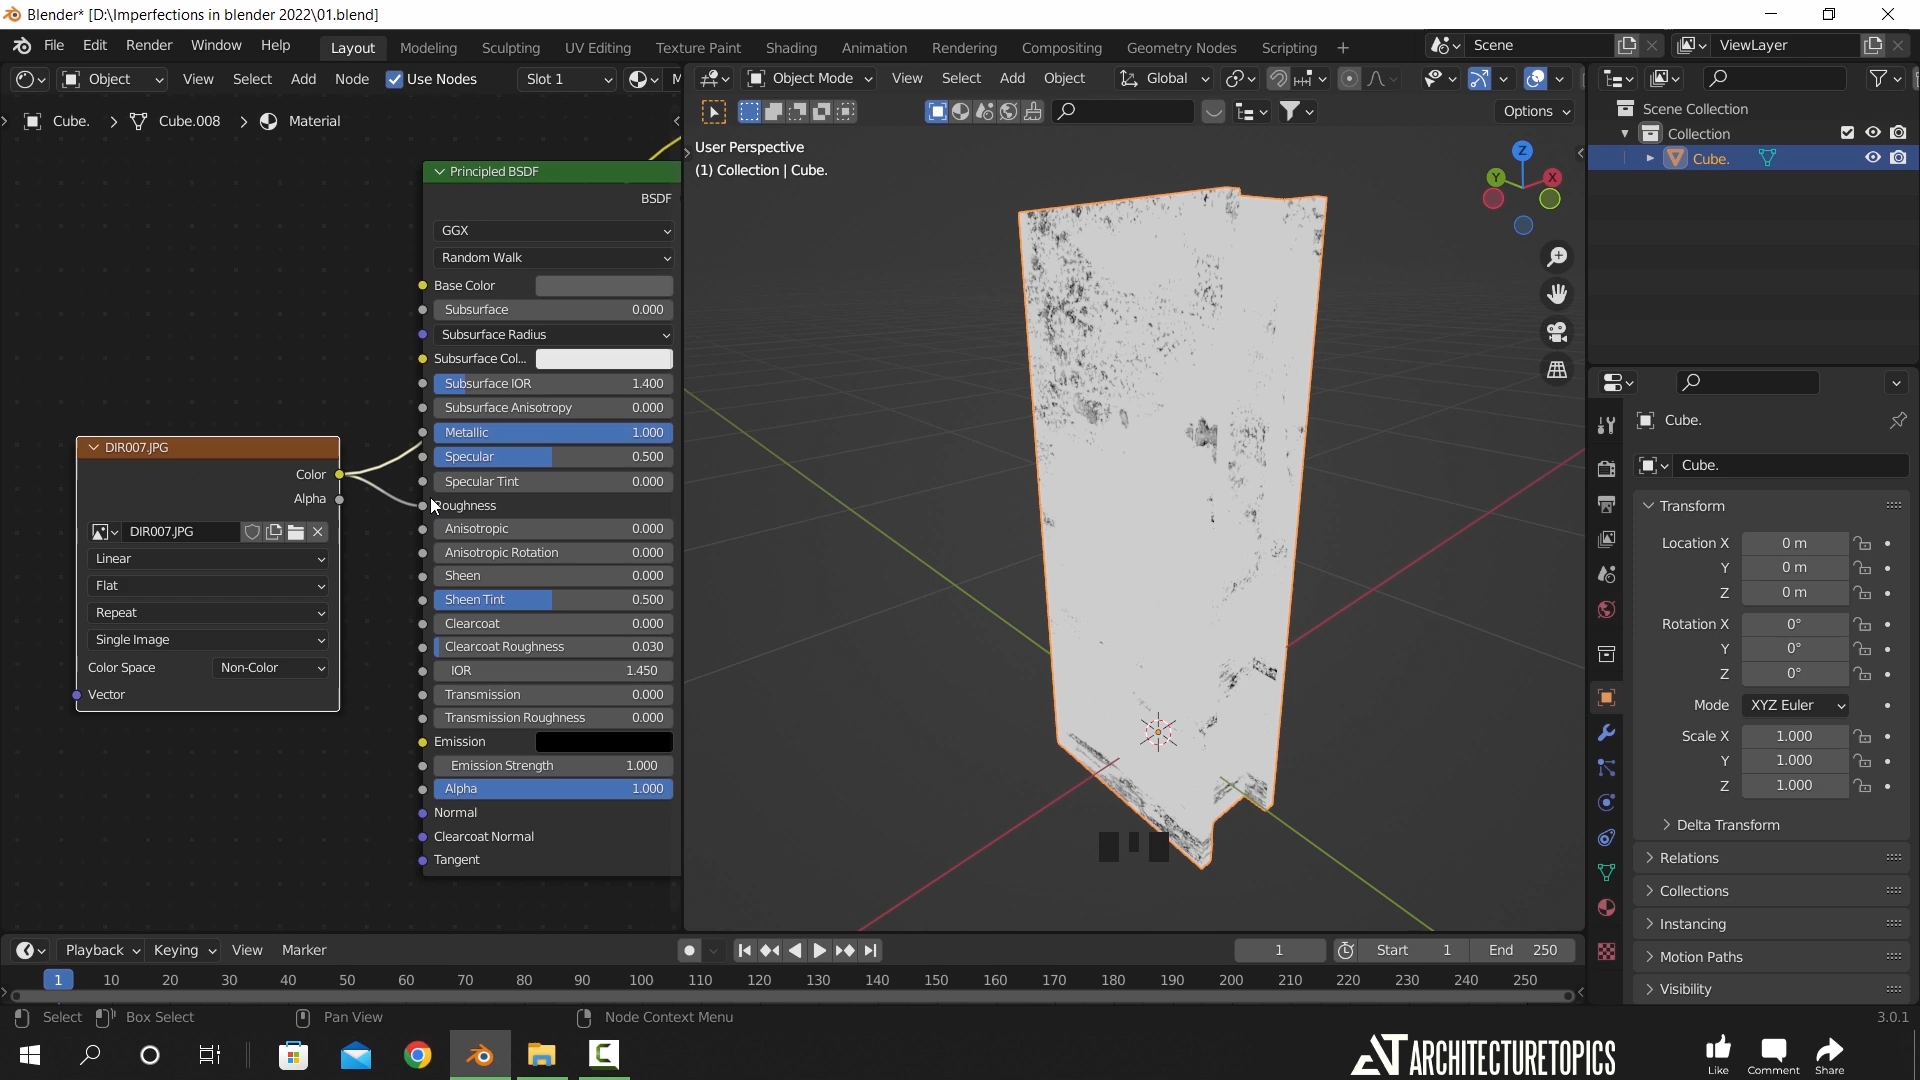 Blender* [D:\Imperfections in blender 2022\01.blend]
File Edit Render Window Help Layout Modeling Sculpting UV Editing Texture Paint Shading Animation Rendering Compositing Geometry Nodes Scripting + Scene ViewLayer
Object View Select Add Node Use Nodes Slot 1 M Object Mode View Select Add Object Global
Options
Cube. > Cube.008 > Material
User Perspective
(1) Collection | Cube.
Z
Y
X
Scene Collection
Collection
Cube.
Principled BSDF
BSDF
GGX
Random Walk
Base Color
Subsurface 0.000
Subsurface Radius
Subsurface Col...
Subsurface IOR 1.400
Subsurface Anisotropy 0.000
Metallic 1.000
Specular 0.500
Specular Tint 0.000
Roughness
Anisotropic 0.000
Anisotropic Rotation 0.000
Sheen 0.000
Sheen Tint 0.500
Clearcoat 0.000
Clearcoat Roughness 0.030
IOR 1.450
Transmission 0.000
Transmission Roughness 0.000
Emission
Emission Strength 1.000
Alpha 1.000
Normal
Clearcoat Normal
Tangent
DIR007.JPG
Color
Alpha
DIR007.JPG
Linear
Flat
Repeat
Single Image
Color Space Non-Color
Vector
Cube.
Cube.
Transform
Location X 0 m
Y 0 m
Z 0 m
Rotation X 0°
Y 0°
Z 0°
Mode XYZ Euler
Scale X 1.000
Y 1.000
Z 1.000
Delta Transform
Relations
Collections
Instancing
Motion Paths
Visibility
Playback Keying View Marker 1 Start 1 End 250
1 10 20 30 40 50 60 70 80 90 100 110 120 130 140 150 160 170 180 190 200 210 220 230 240 250
Select Box Select Pan View Node Context Menu 3.0.1
ARCHITECTURETOPICS
Like Comment Share